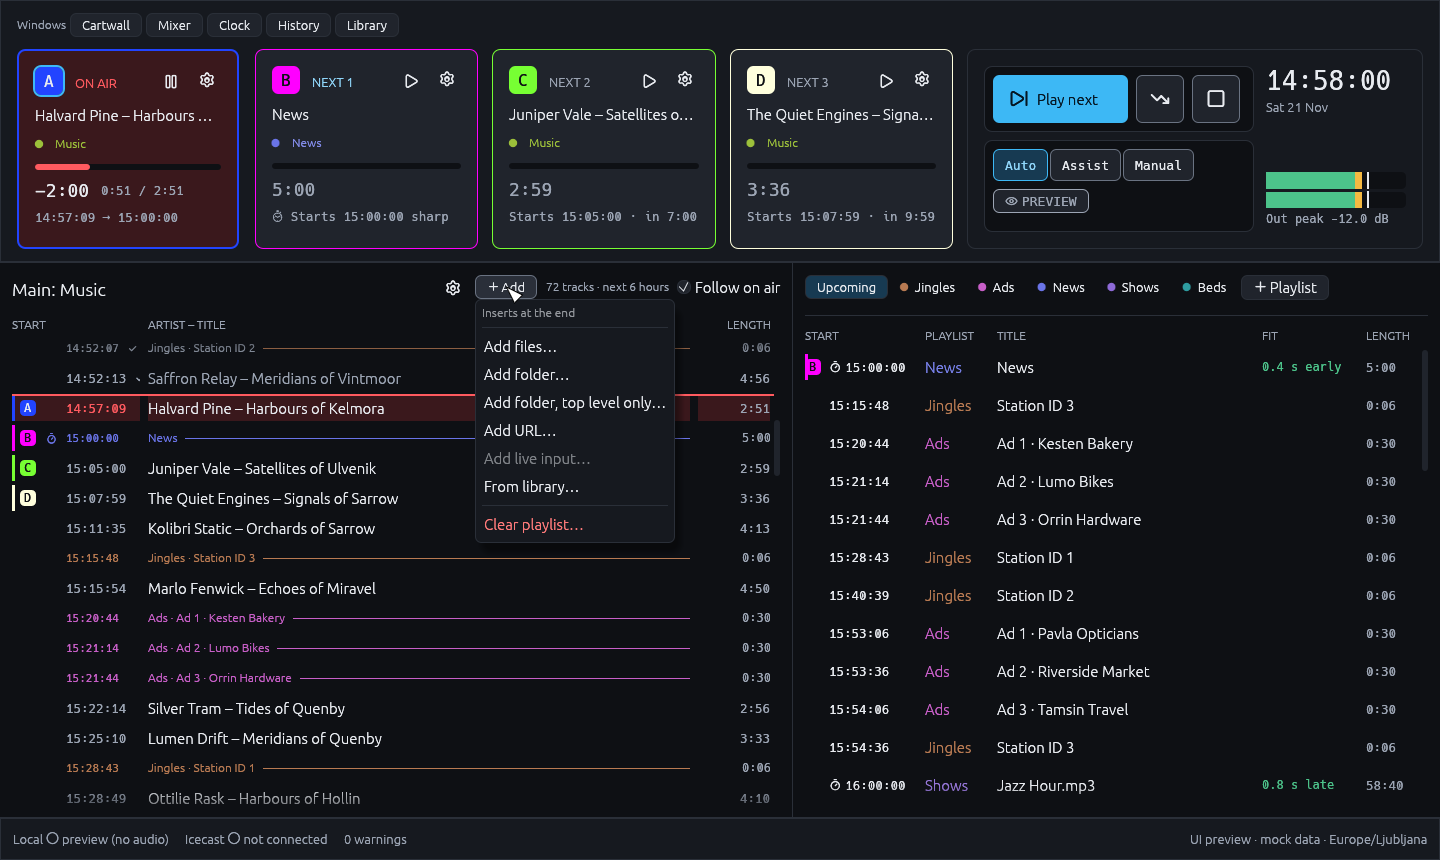 Windows Cartwall Mixer Clock History Library
A ON AIR
Halvard Pine – Harbours ...
Music
−2:00 0:51 / 2:51
14:57:09 → 15:00:00
B NEXT 1
News
News
5:00
Starts 15:00:00 sharp
C NEXT 2
Juniper Vale – Satellites o...
Music
2:59
Starts 15:05:00 · in 7:00
D NEXT 3
The Quiet Engines – Signa...
Music
3:36
Starts 15:07:59 · in 9:59
Play next
Auto Assist Manual
PREVIEW
14:58:00
Sat 21 Nov
Out peak -12.0 dB
Main: Music
+ Add 72 tracks · next 6 hours ✓ Follow on air
START ARTIST – TITLE LENGTH
14:52:07 ✓ Jingles · Station ID 2 0:06
14:52:13 Saffron Relay – Meridians of Vintmoor 4:56
A 14:57:09 Halvard Pine – Harbours of Kelmora 2:51
B 15:00:00 News 5:00
C 15:05:00 Juniper Vale – Satellites of Ulvenik 2:59
D 15:07:59 The Quiet Engines – Signals of Sarrow 3:36
15:11:35 Kolibri Static – Orchards of Sarrow 4:13
15:15:48 Jingles · Station ID 3 0:06
15:15:54 Marlo Fenwick – Echoes of Miravel 4:50
15:20:44 Ads · Ad 1 · Kesten Bakery 0:30
15:21:14 Ads · Ad 2 · Lumo Bikes 0:30
15:21:44 Ads · Ad 3 · Orrin Hardware 0:30
15:22:14 Silver Tram – Tides of Quenby 2:56
15:25:10 Lumen Drift – Meridians of Quenby 3:33
15:28:43 Jingles · Station ID 1 0:06
15:28:49 Ottilie Rask – Harbours of Hollin 4:10
Inserts at the end
Add files...
Add folder...
Add folder, top level only...
Add URL...
Add live input...
From library...
Clear playlist...
Upcoming Jingles Ads News Shows Beds + Playlist
START PLAYLIST TITLE FIT LENGTH
B 15:00:00 News News 0.4 s early 5:00
15:15:48 Jingles Station ID 3 0:06
15:20:44 Ads Ad 1 · Kesten Bakery 0:30
15:21:14 Ads Ad 2 · Lumo Bikes 0:30
15:21:44 Ads Ad 3 · Orrin Hardware 0:30
15:28:43 Jingles Station ID 1 0:06
15:40:39 Jingles Station ID 2 0:06
15:53:06 Ads Ad 1 · Pavla Opticians 0:30
15:53:36 Ads Ad 2 · Riverside Market 0:30
15:54:06 Ads Ad 3 · Tamsin Travel 0:30
15:54:36 Jingles Station ID 3 0:06
16:00:00 Shows Jazz Hour.mp3 0.8 s late 58:40
Local preview (no audio) Icecast not connected 0 warnings
UI preview · mock data · Europe/Ljubljana